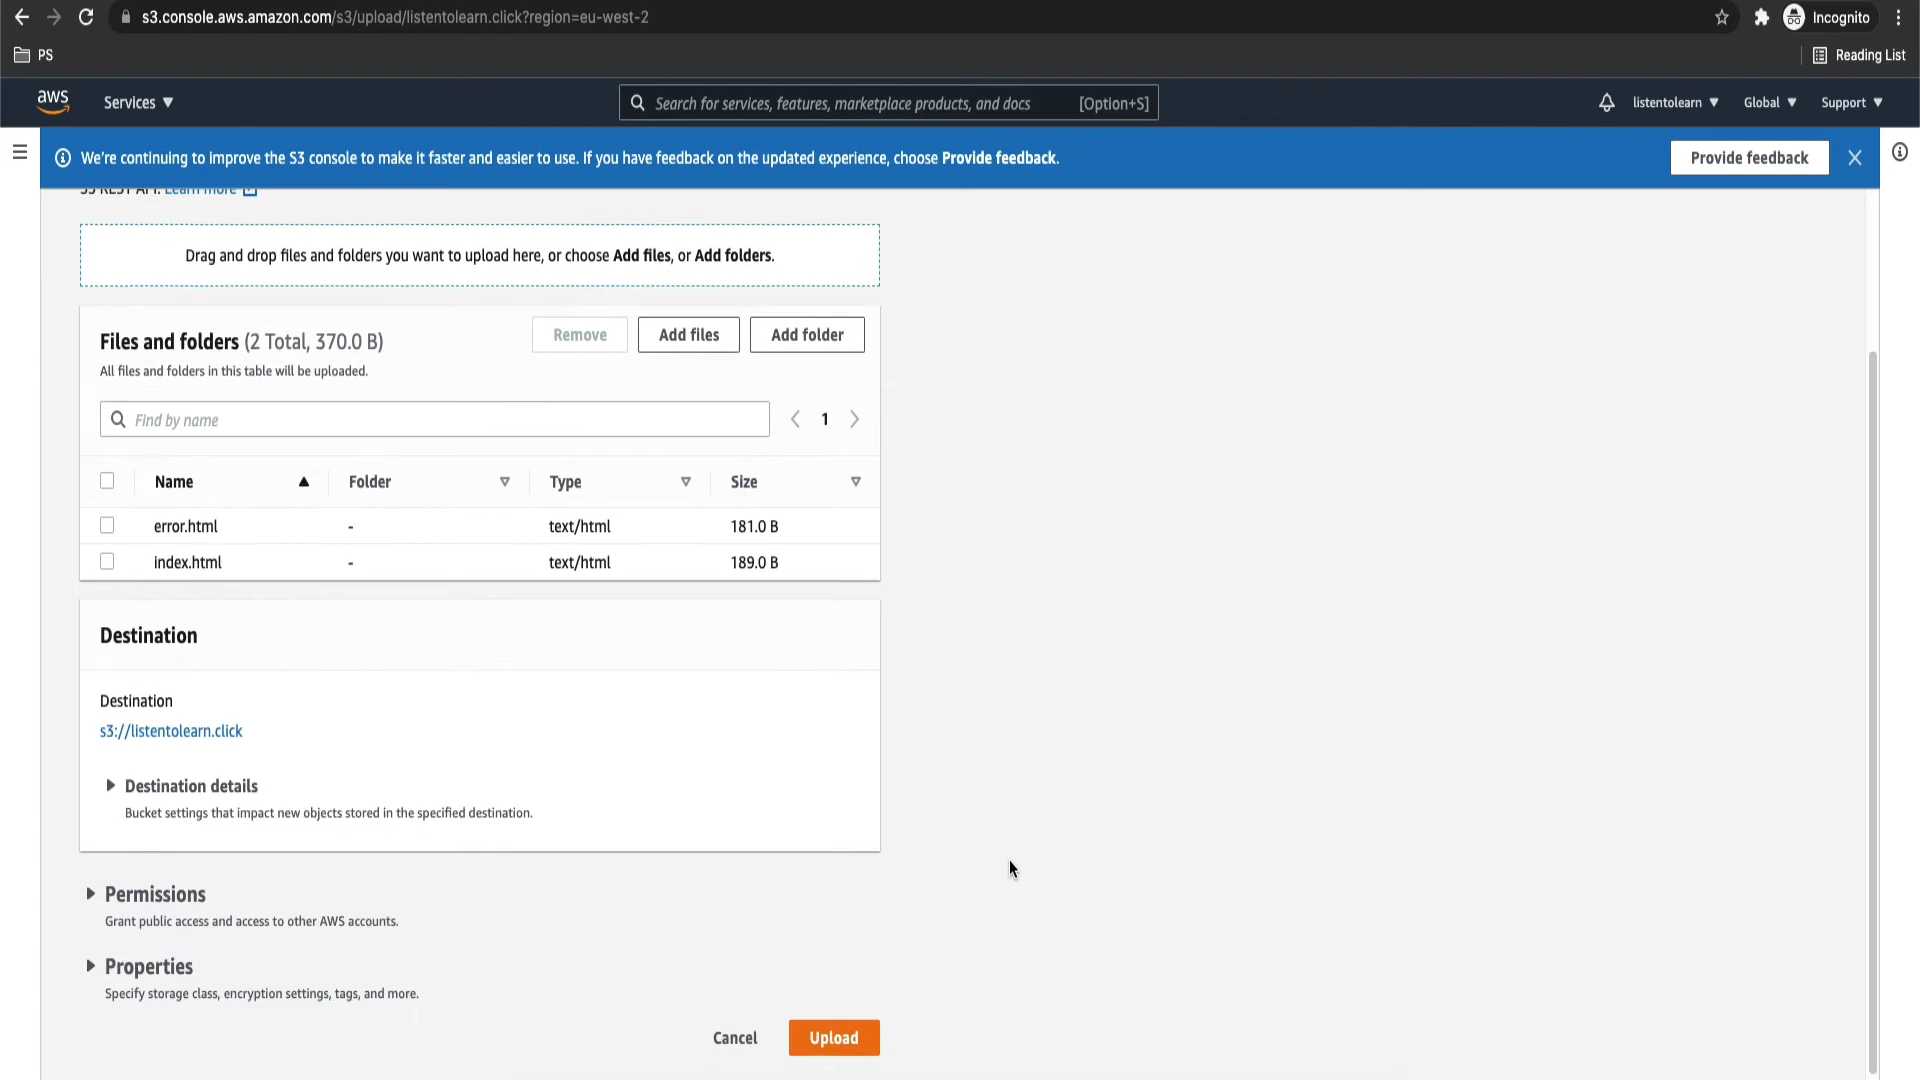 s3.console.aws.amazon.com/s3/upload/listentolearn.click?region=eu-west-2
Incognito
PS
Reading List
aws
Services ▼
Search for services, features, marketplace products, and docs [Option+S]
listentolearn ▼
Global ▼
Support ▼
We're continuing to improve the S3 console to make it faster and easier to use. If you have feedback on the updated experience, choose Provide feedback.
Provide feedback
S3 REST API. Learn more
Drag and drop files and folders you want to upload here, or choose Add files, or Add folders.
Files and folders (2 Total, 370.0 B)
Remove
Add files
Add folder
All files and folders in this table will be uploaded.
Find by name
1
Name Folder Type Size
error.html - text/html 181.0 B
index.html - text/html 189.0 B
Destination
Destination
s3://listentolearn.click
Destination details
Bucket settings that impact new objects stored in the specified destination.
Permissions
Grant public access and access to other AWS accounts.
Properties
Specify storage class, encryption settings, tags, and more.
Cancel
Upload